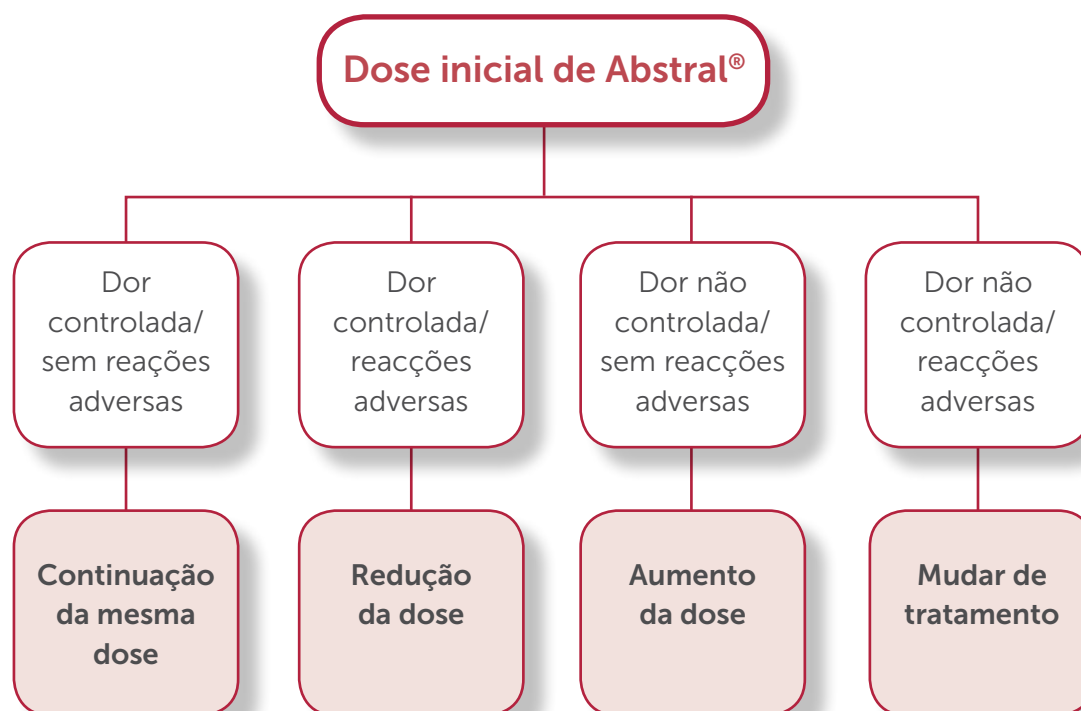 Dose inicial de Abstral®
Dor
controlada/
sem reações
adversas
Dor
controlada/
reacções
adversas
Dor não
controlada/
sem reacções
adversas
Dor não
controlada/
reacções
adversas
Continuação
da mesma
dose
Redução
da dose
Aumento
da dose
Mudar de
tratamento